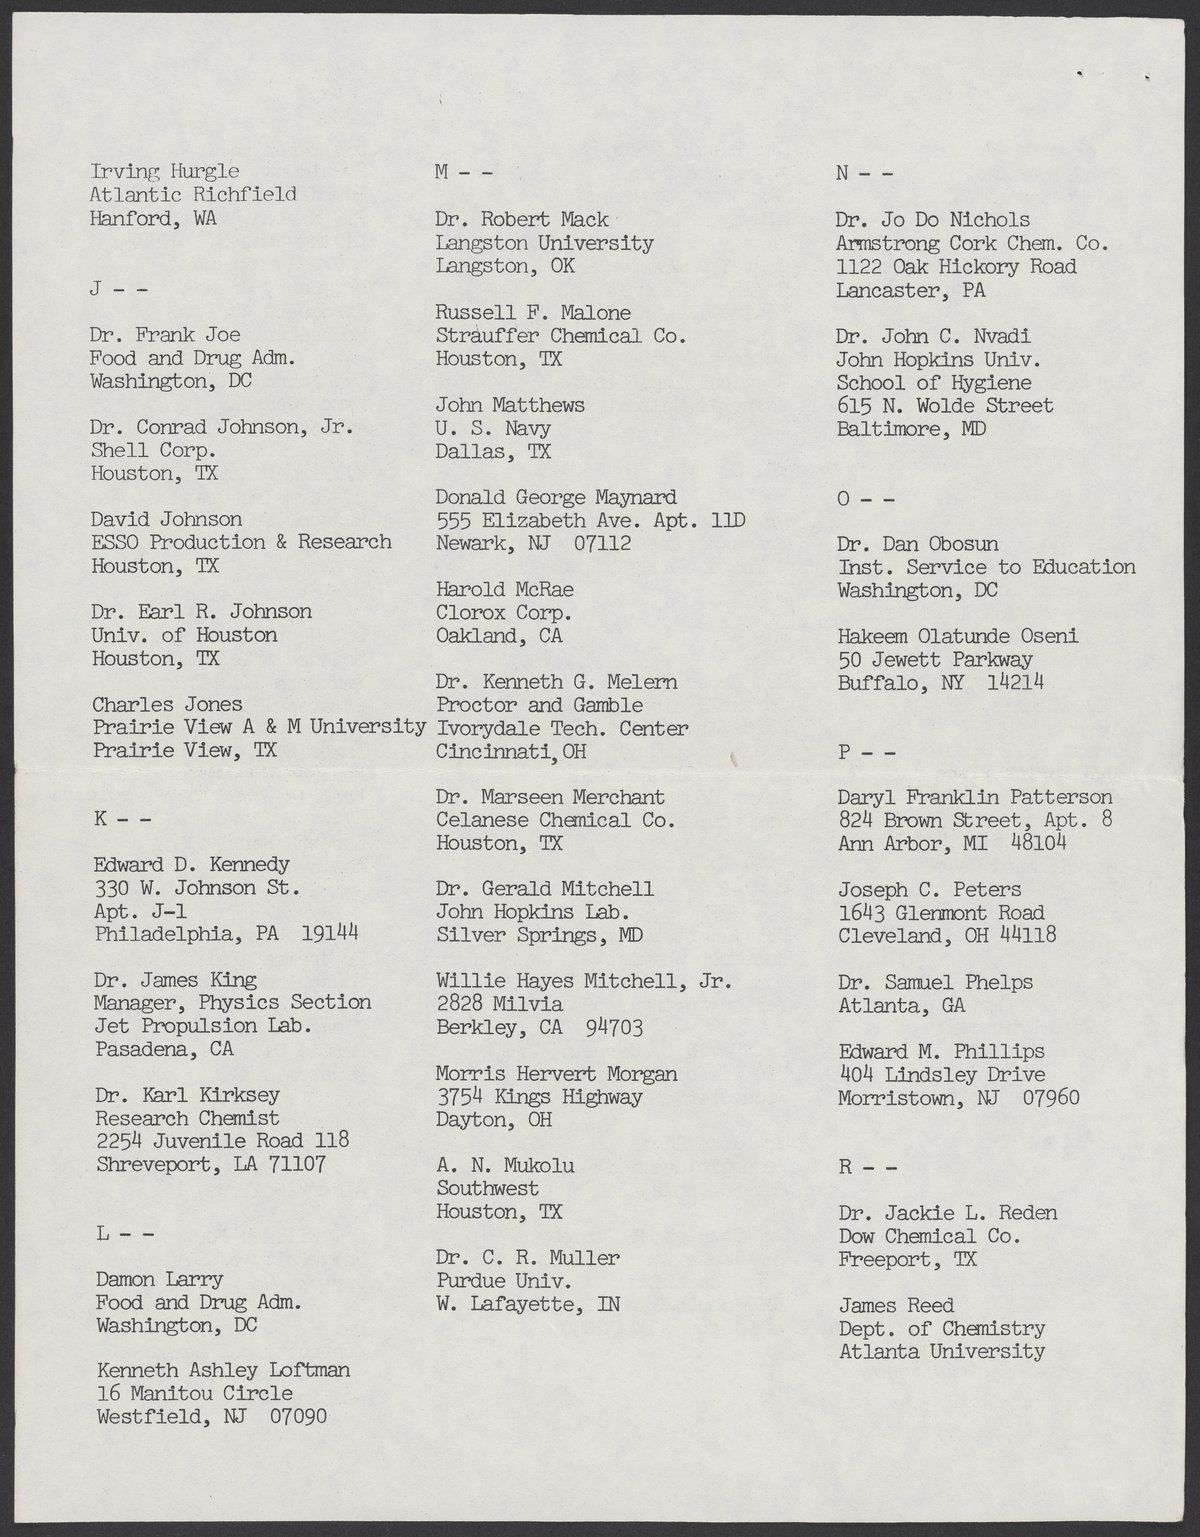 Irving Hurgle
Atlantic Richfield
Hanford, WA
J - -
Dr. Frank Joe
Food and Drug Adm.
Washington, DC
Dr. Conrad Johnson, Jr.
Shell Corp.
Houston, TX
David Johnson
ESSO Production & Research
Houston, TX
Dr. Earl R. Johnson
Univ. of Houston
Houston, TX
Charles Jones
Prairie View A & M University
Prairie View, TX
K - -
Edward D. Kennedy
330 W. Johnson St.
Apt. J-1
Philadelphia, PA 19144
Dr. James King
Manager, Physics Section
Jet Propulsion Lab.
Pasadena, CA
Dr. Karl Kirksey
Research Chemist
2254 Juvenile Road 118
Shreveport, LA 71107
L - -
Damon Larry
Food and Drug Adm.
Washington, DC
Kenneth Ashley Loftman
16 Manitou Circle
Westfield, NJ 07090
M - -
Dr. Robert Mack
Langston University
Langston, OK
Russell F. Malone
Strauffer Chemical Co.
Houston, TX
John Matthews
U. S. Navy
Dallas, TX
Donald George Maynard
555 Elizabeth Ave. Apt. 11D
Newark, NJ 07112
Harold McRae
Clorox Corp.
Oakland, CA
Dr. Kenneth G. Melern
Proctor and Gamble
Ivorydale Tech. Center
Cincinnati, OH
Dr. Marseen Merchant
Celanese Chemical Co.
Houston, TX
Dr. Gerald Mitchell
John Hopkins Lab.
Silver Springs, MD
Willie Hayes Mitchell, Jr.
2828 Milvia
Berkley, CA 94703
Morris Hervert Morgan
3754 Kings Highway
Dayton, OH
A. N. Mukolu
Southwest
Houston, TX
Dr. C. R. Muller
Purdue Univ.
W. Lafayette, IN
N - -
Dr. Jo Do Nichols
Armstrong Cork Chem. Co.
1122 Oak Hickory Road
Lancaster, PA
Dr. John C. Nvadi
John Hopkins Univ.
School of Hygiene
615 N. Wolde Street
Baltimore, MD
O - -
Dr. Dan Obosun
Inst. Service to Education
Washington, DC
Hakeem Olatunde Oseni
50 Jewett Parkway
Buffalo, NY 14214
P - -
Daryl Franklin Patterson
824 Brown Street, Apt. 8
Ann Arbor, MI 48104
Joseph C. Peters
1643 Glenmont Road
Cleveland, OH 44118
Dr. Samuel Phelps
Atlanta, GA
Edward M. Phillips
404 Lindsley Drive
Morristown, NJ 07960
R - -
Dr. Jackie L. Reden
Dow Chemical Co.
Freeport, TX
James Reed
Dept. of Chemistry
Atlanta University